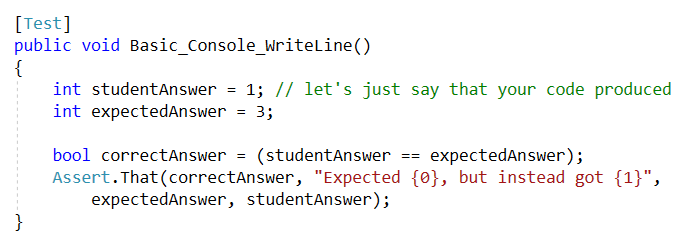 [Test]
public void Basic_Console_WriteLine()
{
int studentAnswer = 1; // let's just say that your code produced
int expectedAnswer = 3;
bool correctAnswer = (studentAnswer == expectedAnswer);
Assert.That(correctAnswer, "Expected {0}, but instead got {1}",
expectedAnswer, studentAnswer);
}